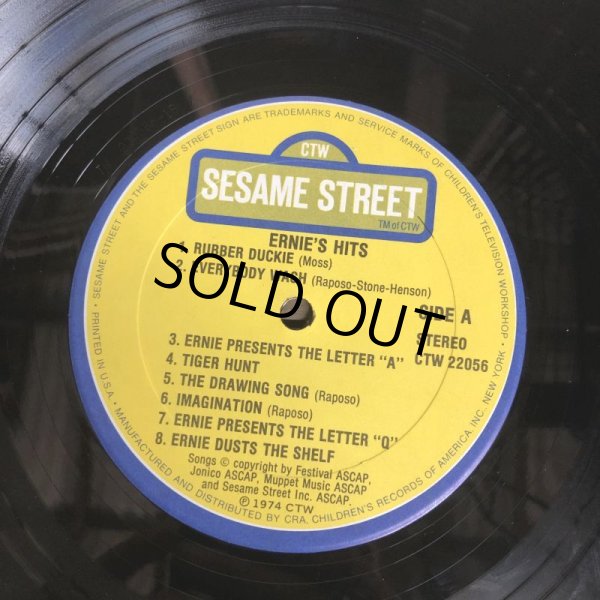 CTW
SESAME STREET
TM of CTW
ERNIE'S HITS
1. RUBBER DUCKIE (Moss)
2. EVERYBODY WASH (Raposo-Stone-Henson)
SOLD OUT
SIDE A
STEREO
CTW 22056
3. ERNIE PRESENTS THE LETTER "A"
4. TIGER HUNT
5. THE DRAWING SONG (Raposo)
6. IMAGINATION (Raposo)
7. ERNIE PRESENTS THE LETTER "Q"
8. ERNIE DUSTS THE SHELF
Songs © copyright by Festival ASCAP,
Jonico ASCAP, Muppet Music ASCAP
and Sesame Street Inc. ASCAP.
℗ 1974 CTW
• SESAME STREET AND THE SESAME STREET SIGN ARE TRADEMARKS AND SERVICE MARKS OF CHILDREN'S TELEVISION WORKSHOP •
• PRINTED IN U.S.A. • MANUFACTURED AND DISTRIBUTED BY CRA. CHILDREN'S RECORDS OF AMERICA INC. NEW YORK •